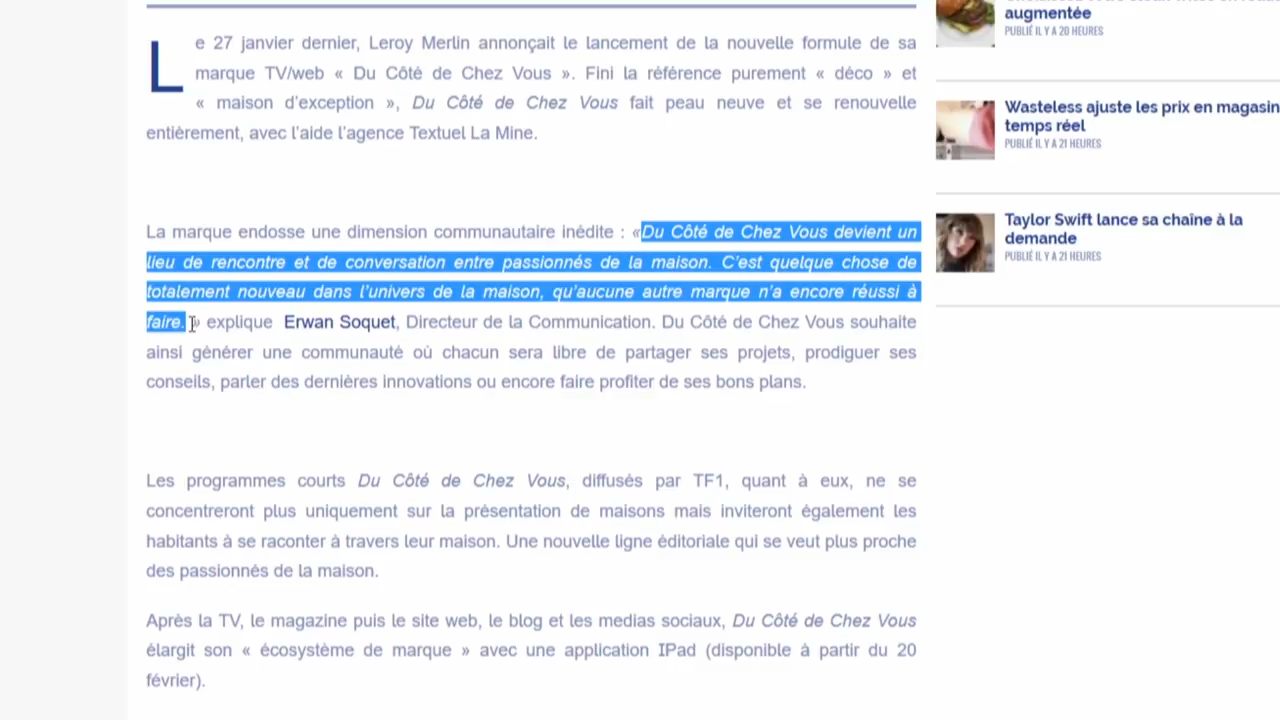 Le 27 janvier dernier, Leroy Merlin annonçait le lancement de la nouvelle formule de sa
marque TV/web « Du Côté de Chez Vous ». Fini la référence purement « déco » et
« maison d’exception », Du Côté de Chez Vous fait peau neuve et se renouvelle
entièrement, avec l’aide l’agence Textuel La Mine.
La marque endosse une dimension communautaire inédite : «Du Côté de Chez Vous devient un
lieu de rencontre et de conversation entre passionnés de la maison. C’est quelque chose de
totalement nouveau dans l’univers de la maison, qu’aucune autre marque n’a encore réussi à
faire. » explique Erwan Soquet, Directeur de la Communication. Du Côté de Chez Vous souhaite
ainsi générer une communauté où chacun sera libre de partager ses projets, prodiguer ses
conseils, parler des dernières innovations ou encore faire profiter de ses bons plans.
Les programmes courts Du Côté de Chez Vous, diffusés par TF1, quant à eux, ne se
concentreront plus uniquement sur la présentation de maisons mais inviteront également les
habitants à se raconter à travers leur maison. Une nouvelle ligne éditoriale qui se veut plus proche
des passionnés de la maison.
Après la TV, le magazine puis le site web, le blog et les medias sociaux, Du Côté de Chez Vous
élargit son « écosystème de marque » avec une application IPad (disponible à partir du 20
février).
augmentée
PUBLIÉ IL Y A 20 HEURES
Wasteless ajuste les prix en magasin
temps réel
PUBLIÉ IL Y A 21 HEURES
Taylor Swift lance sa chaîne à la
demande
PUBLIÉ IL Y A 21 HEURES